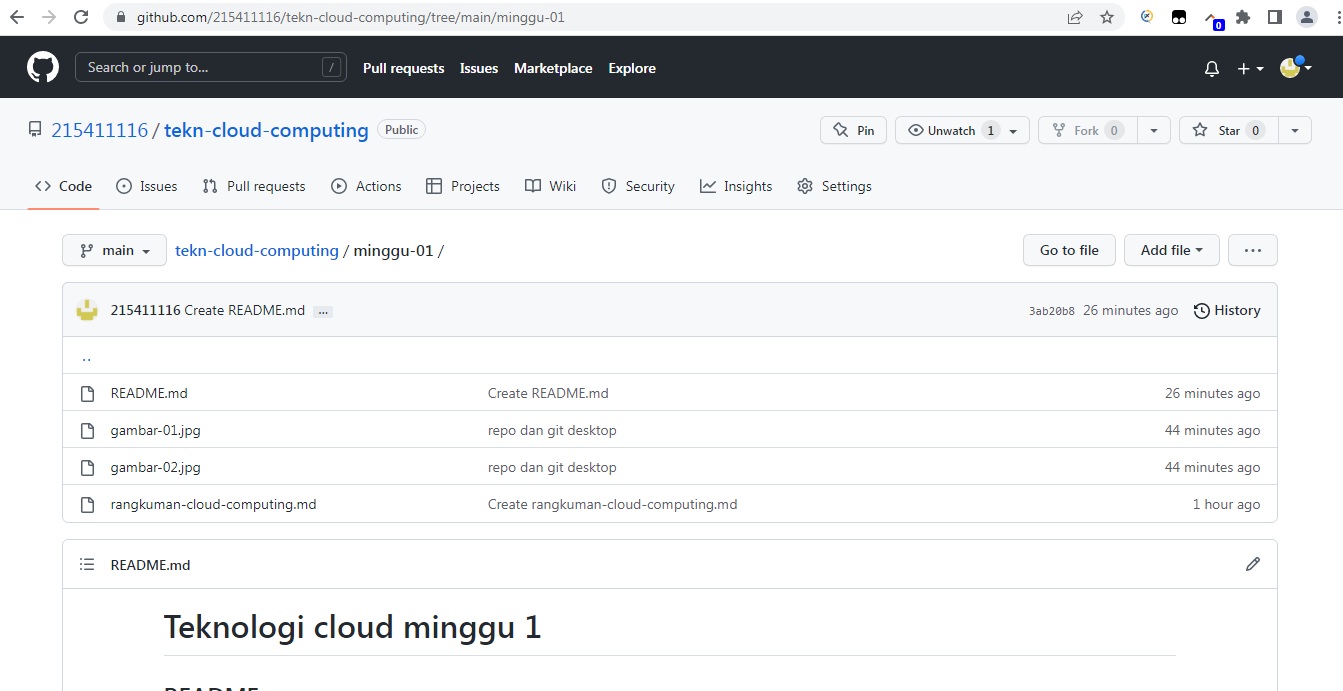 github.com/215411116/tekn-cloud-computing/tree/main/minggu-01
0
Search or jump to... /
Pull requests Issues Marketplace Explore
215411116 / tekn-cloud-computing Public
Pin Unwatch 1 Fork 0 Star 0
Code Issues Pull requests Actions Projects Wiki Security Insights Settings
main tekn-cloud-computing / minggu-01 / Go to file Add file ...
215411116 Create README.md ... 3ab20b8 26 minutes ago History
..
README.md Create README.md 26 minutes ago
gambar-01.jpg repo dan git desktop 44 minutes ago
gambar-02.jpg repo dan git desktop 44 minutes ago
rangkuman-cloud-computing.md Create rangkuman-cloud-computing.md 1 hour ago
README.md
Teknologi cloud minggu 1
README